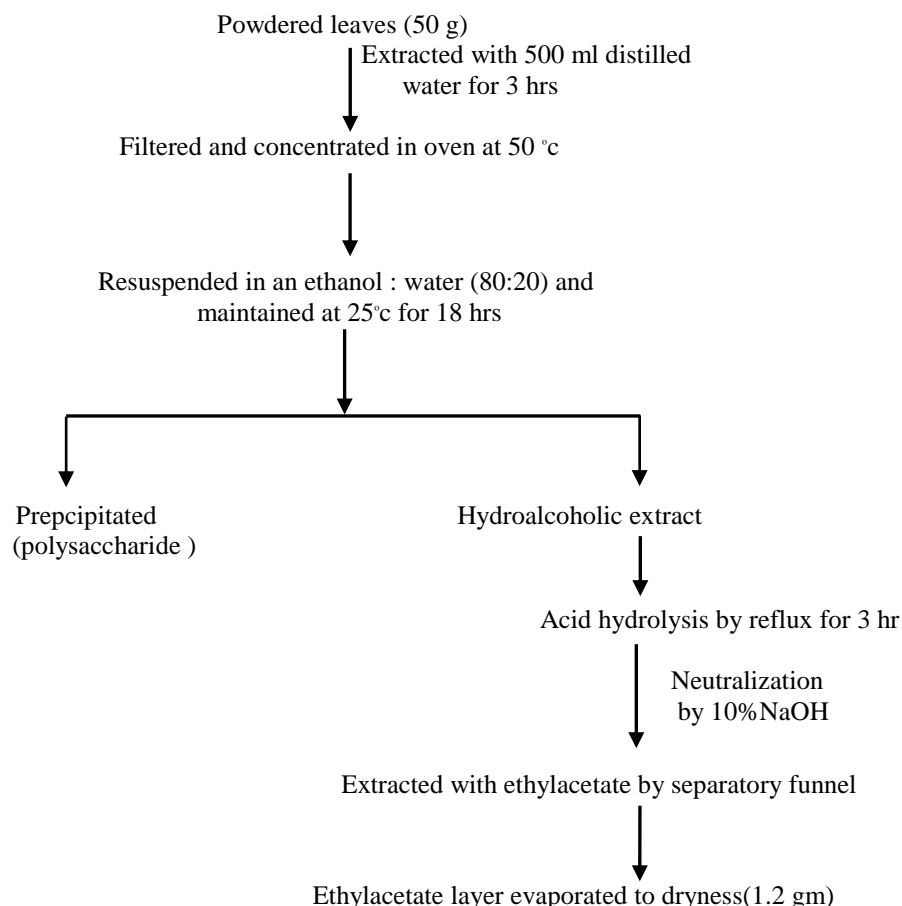 Powdered leaves (50 g)
Extracted with 500 ml distilled
water for 3 hrs
Filtered and concentrated in oven at 50 °c
Resuspended in an ethanol : water (80:20) and
maintained at 25°c for 18 hrs
Prepcipitated
(polysaccharide )
Hydroalcoholic extract
Acid hydrolysis by reflux for 3 hr
Neutralization
by 10%NaOH
Extracted with ethylacetate by separatory funnel
Ethylacetate layer evaporated to dryness(1.2 gm)